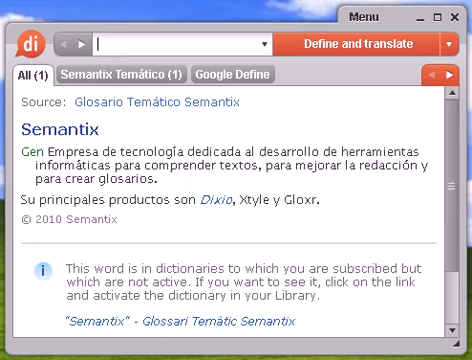 Menu
di
Define and translate
All (1) Semantix Temático (1) Google Define
Source: Glosario Temático Semantix
Semantix
Gen Empresa de tecnología dedicada al desarrollo de herramientas
informáticas para comprender textos, para mejorar la redacción y
para crear glosarios.
Su principales producto son Dixio, Xtyle y Gloxr.
© 2010 Semantix
This word is in dictionaries to which you are subscribed but
which are not active. If you want to see it, click on the link
and activate the dictionary in your Library.
"Semantix" - Glossari Temàtic Semantix